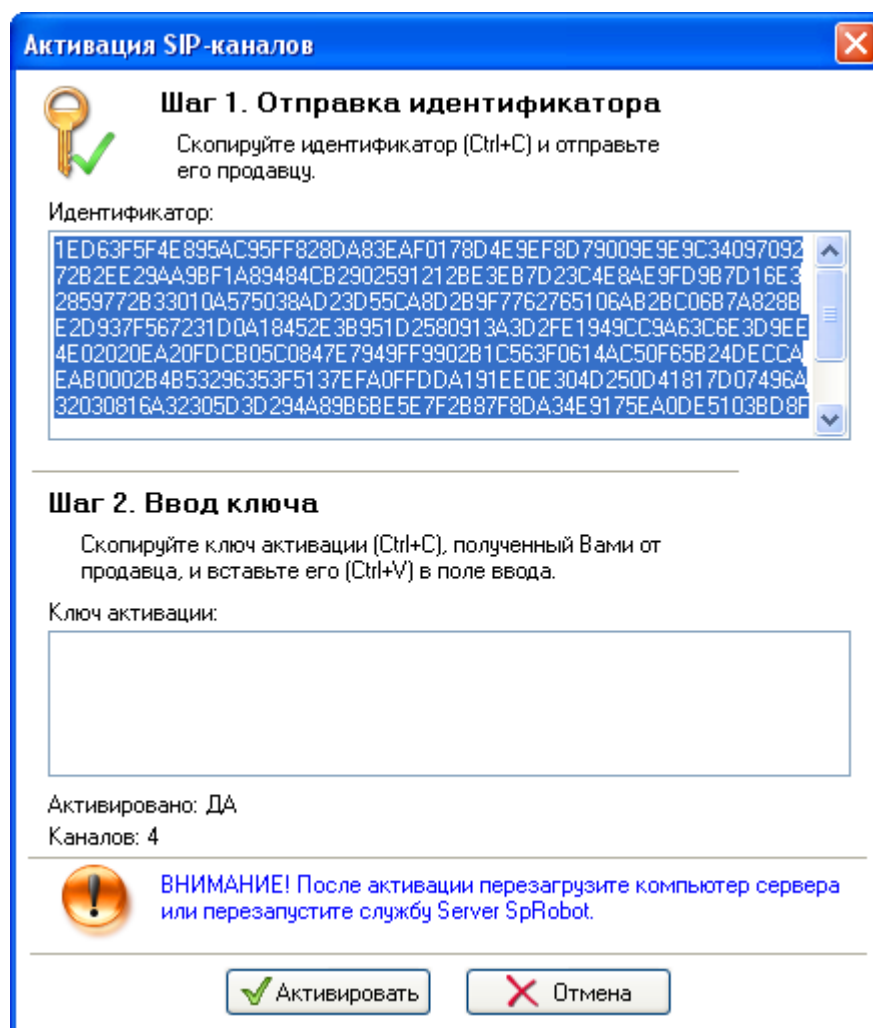 Активация SIP-каналов
Шаг 1. Отправка идентификатора
Скопируйте идентификатор (Ctrl+C) и отправьте
его продавцу.
Идентификатор:
1ED63F5F4E895AC95FF828DA83EAF0178D4E9EF8D79009E9E9C34097092
72B2EE29AA9BF1A89484CB2902591212BE3EB7D23C4E8AE9FD9B7D16E3
2859772B33010A575038AD23D55CA8D2B9F7762765106AB2BC06B7A828B
E2D937F567231D0A18452E3B951D2580913A3D2FE1949CC9A63C6E3D9EE
4E02020EA20FDCB05C0847E7949FF9902B1C563F0614AC50F65B24DECCA
EAB0002B4B53296353F5137EFA0FFDDA191EE0E304D250D41817D07496A
32030816A32305D3D294A89B6BE5E7F2B87F8DA34E9175EA0DE5103BD8F
Шаг 2. Ввод ключа
Скопируйте ключ активации (Ctrl+C), полученный Вами от
продавца, и вставьте его (Ctrl+V) в поле ввода.
Ключ активации:
Активировано: ДА
Каналов: 4
ВНИМАНИЕ! После активации перезагрузите компьютер сервера
или перезапустите службу Server SpRobot.
Активировать
Отмена